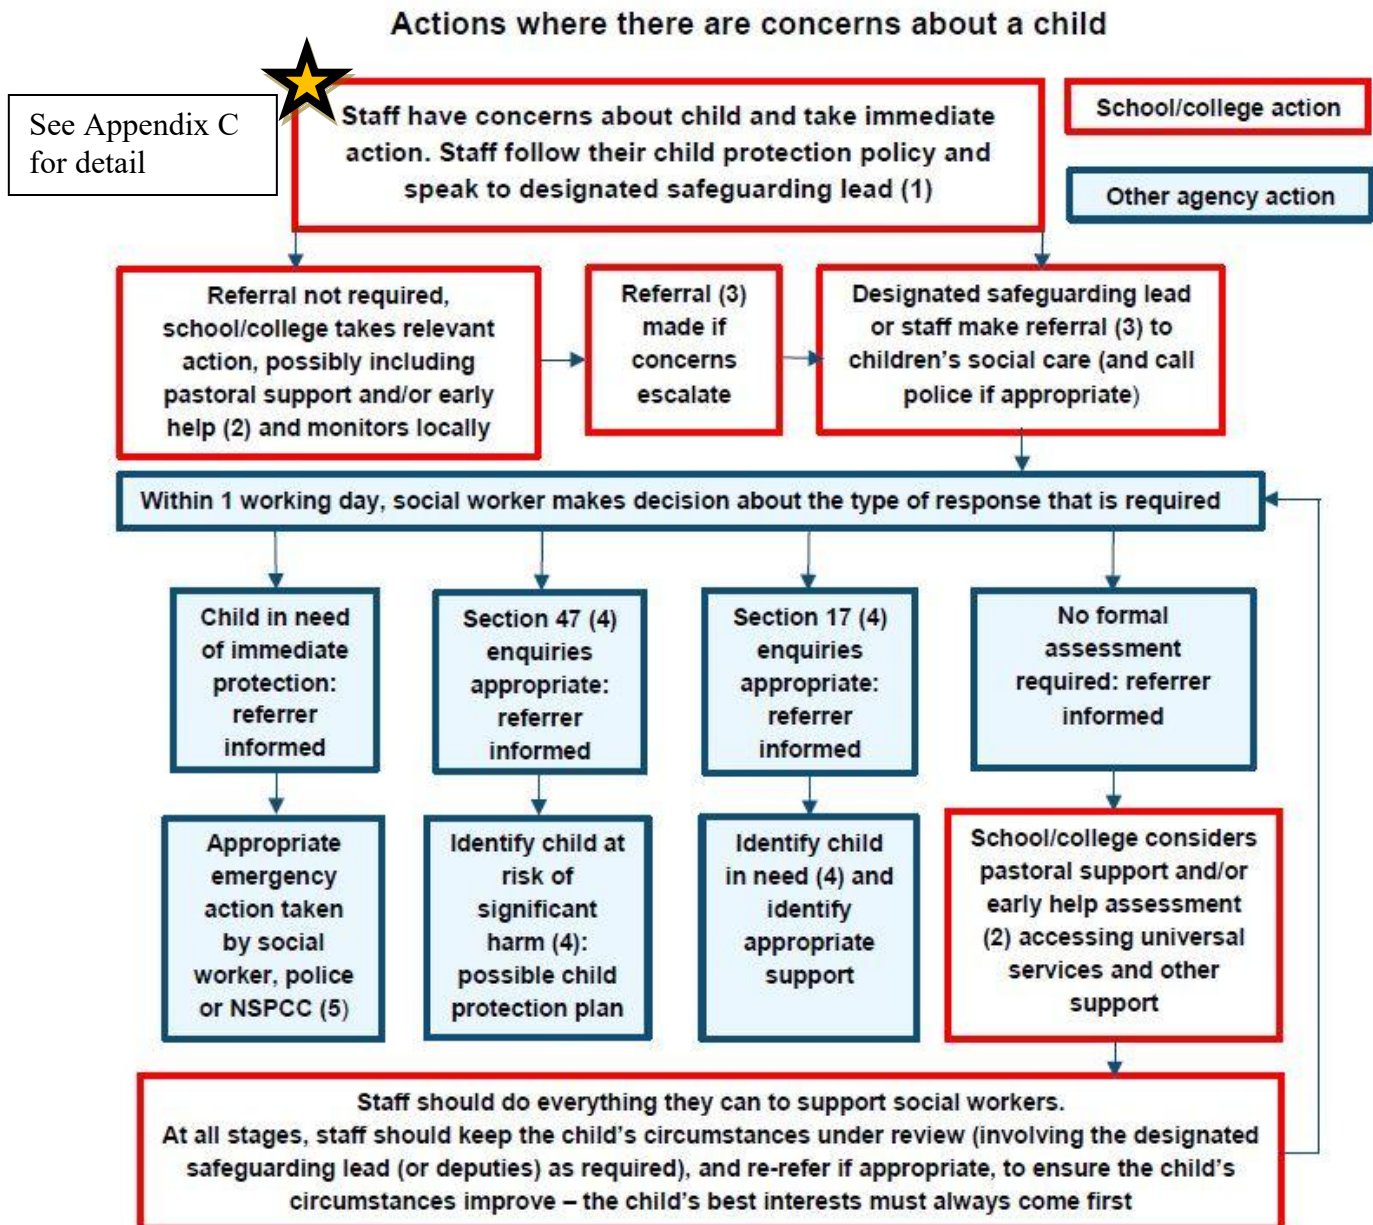 Actions where there are concerns about a child
See Appendix C
for detail
Staff have concerns about child and take immediate
action. Staff follow their child protection policy and
speak to designated safeguarding lead (1)
School/college action
Other agency action
Referral not required,
school/college takes relevant
action, possibly including
pastoral support and/or early
help (2) and monitors locally
Referral (3)
made if
concerns
escalate
Designated safeguarding lead
or staff make referral (3) to
children’s social care (and call
police if appropriate)
Within 1 working day, social worker makes decision about the type of response that is required
Child in need
of immediate
protection:
referrer
informed
Section 47 (4)
enquiries
appropriate:
referrer
informed
Section 17 (4)
enquiries
appropriate:
referrer
informed
No formal
assessment
required: referrer
informed
Appropriate
emergency
action taken
by social
worker, police
or NSPCC (5)
Identify child at
risk of
significant
harm (4):
possible child
protection plan
Identify child
in need (4) and
identify
appropriate
support
School/college considers
pastoral support and/or
early help assessment
(2) accessing universal
services and other
support
Staff should do everything they can to support social workers.
At all stages, staff should keep the child’s circumstances under review (involving the designated
safeguarding lead (or deputies) as required), and re-refer if appropriate, to ensure the child’s
circumstances improve – the child’s best interests must always come first